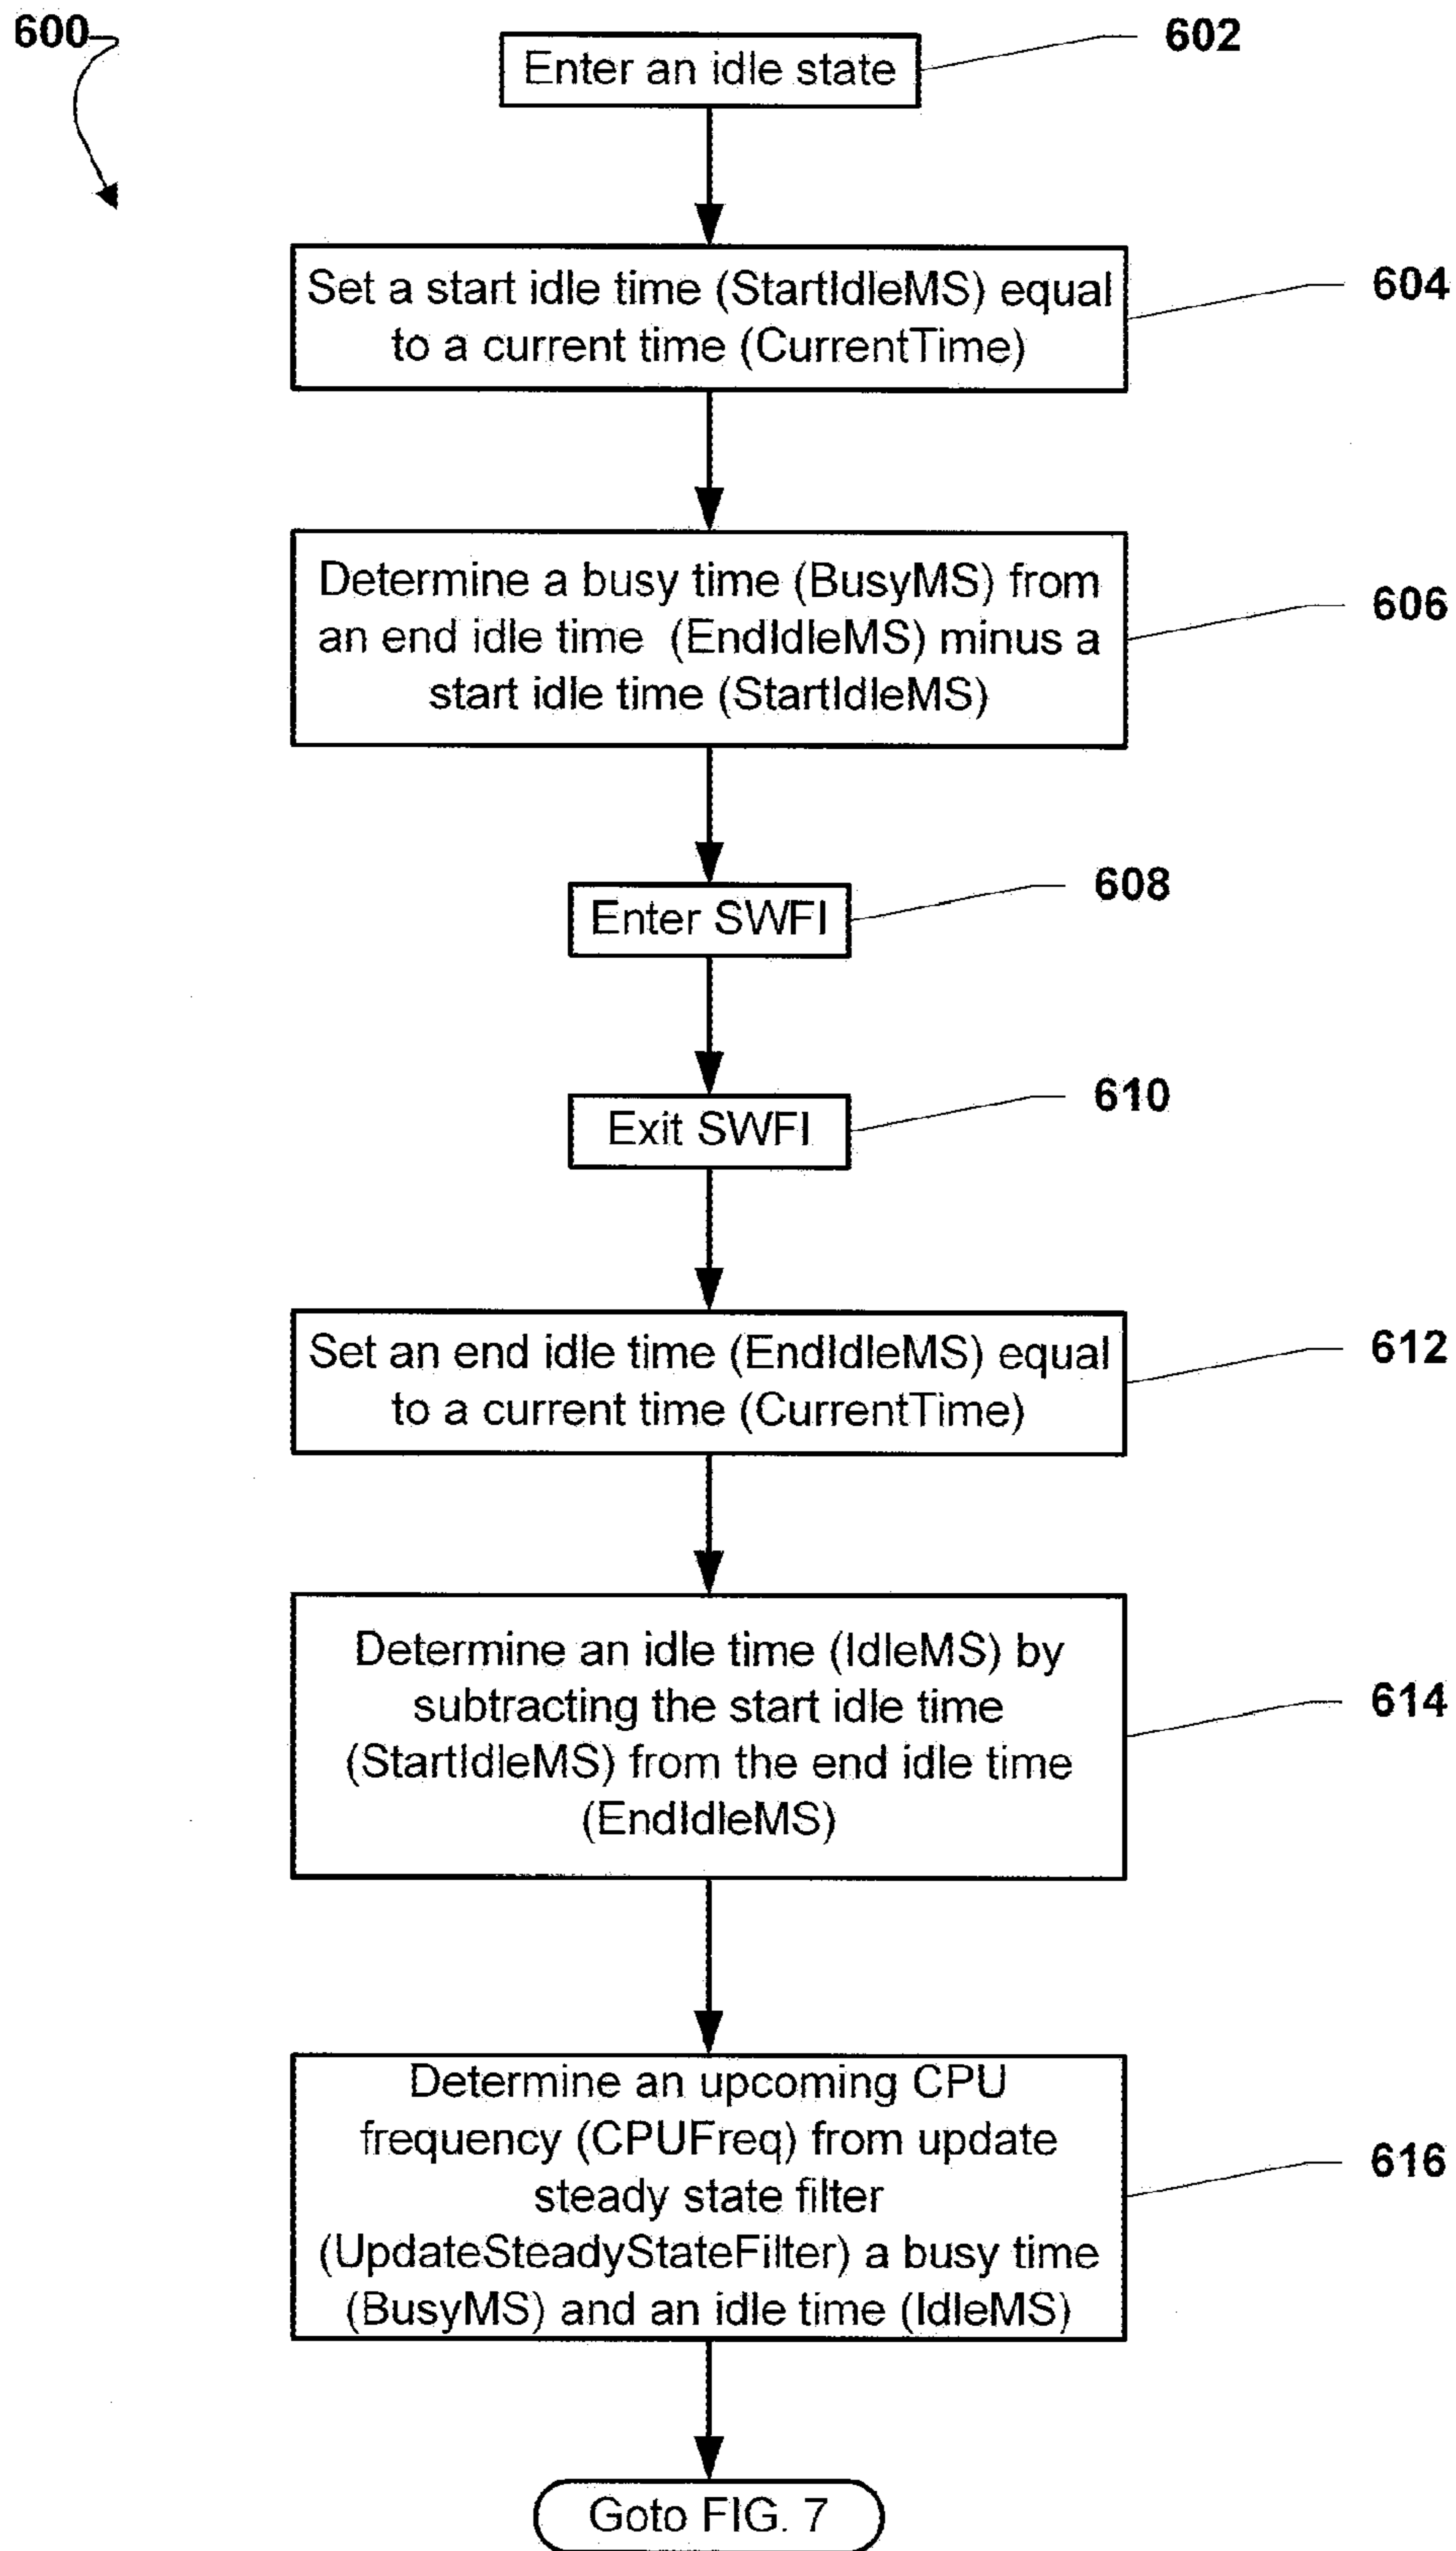 600
Enter an idle state
602
Set a start idle time (StartIdleMS) equal
to a current time (CurrentTime)
604
Determine a busy time (BusyMS) from
an end idle time (EndIdleMS) minus a
start idle time (StartIdleMS)
606
Enter SWFI
608
Exit SWFI
610
Set an end idle time (EndIdleMS) equal
to a current time (CurrentTime)
612
Determine an idle time (IdleMS) by
subtracting the start idle time
(StartIdleMS) from the end idle time
(EndIdleMS)
614
Determine an upcoming CPU
frequency (CPUFreq) from update
steady state filter
(UpdateSteadyStateFilter) a busy time
(BusyMS) and an idle time (IdleMS)
616
Goto FIG. 7